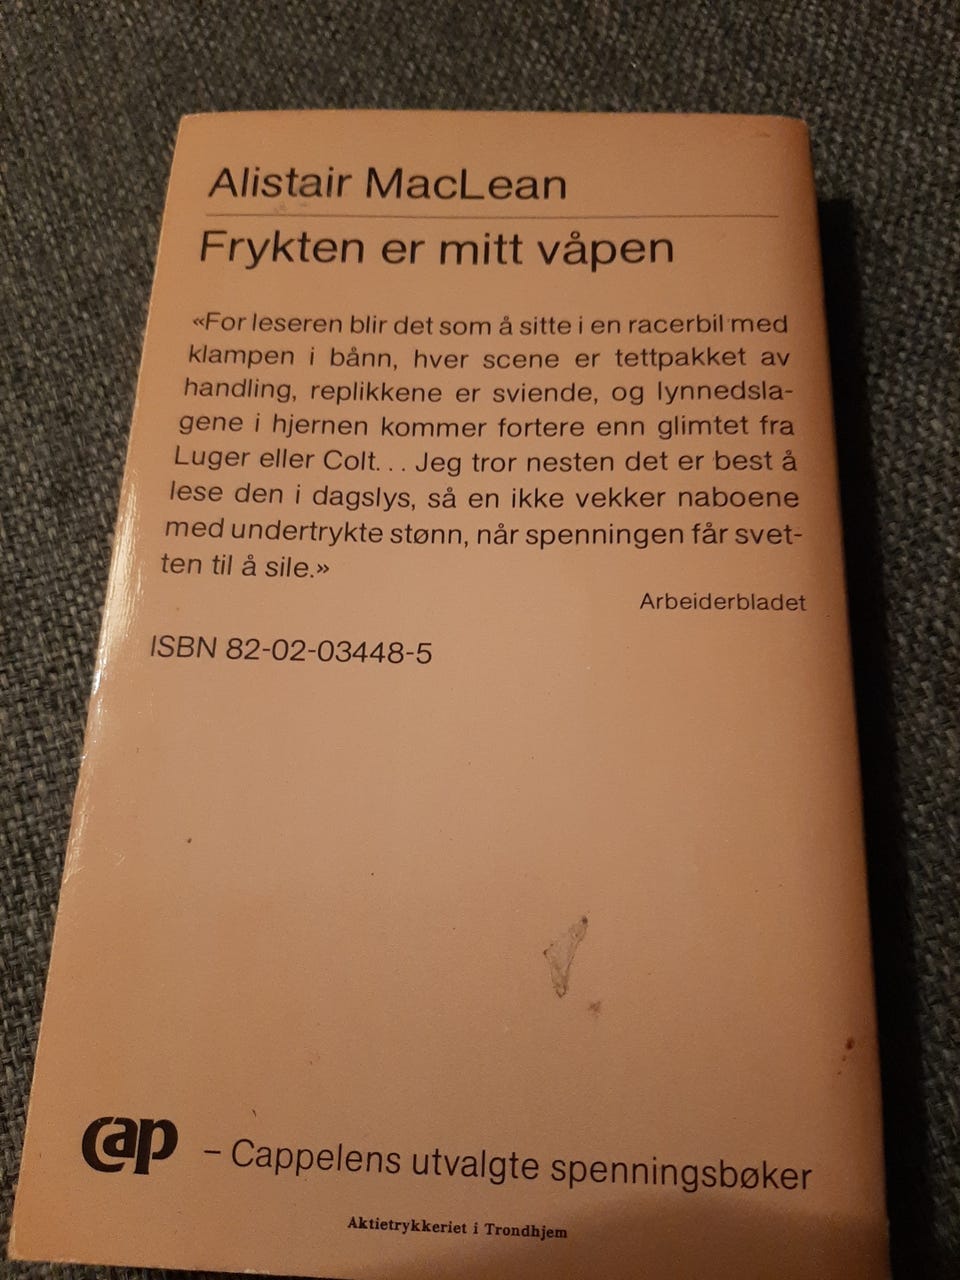 Alistair MacLean
Frykten er mitt våpen
«For leseren blir det som å sitte i en racerbil med
klampen i bånn, hver scene er tettpakket av
handling, replikkene er sviende, og lynnedsla-
gene i hjernen kommer fortere enn glimtet fra
Luger eller Colt... Jeg tror nesten det er best å
lese den i dagslys, så en ikke vekker naboene
med undertrykte stønn, når spenningen får svet-
ten til å sile.»
Arbeiderbladet
ISBN 82-02-03448-5
cap – Cappelens utvalgte spenningsbøker
Aktietrykkeriet i Trondhjem